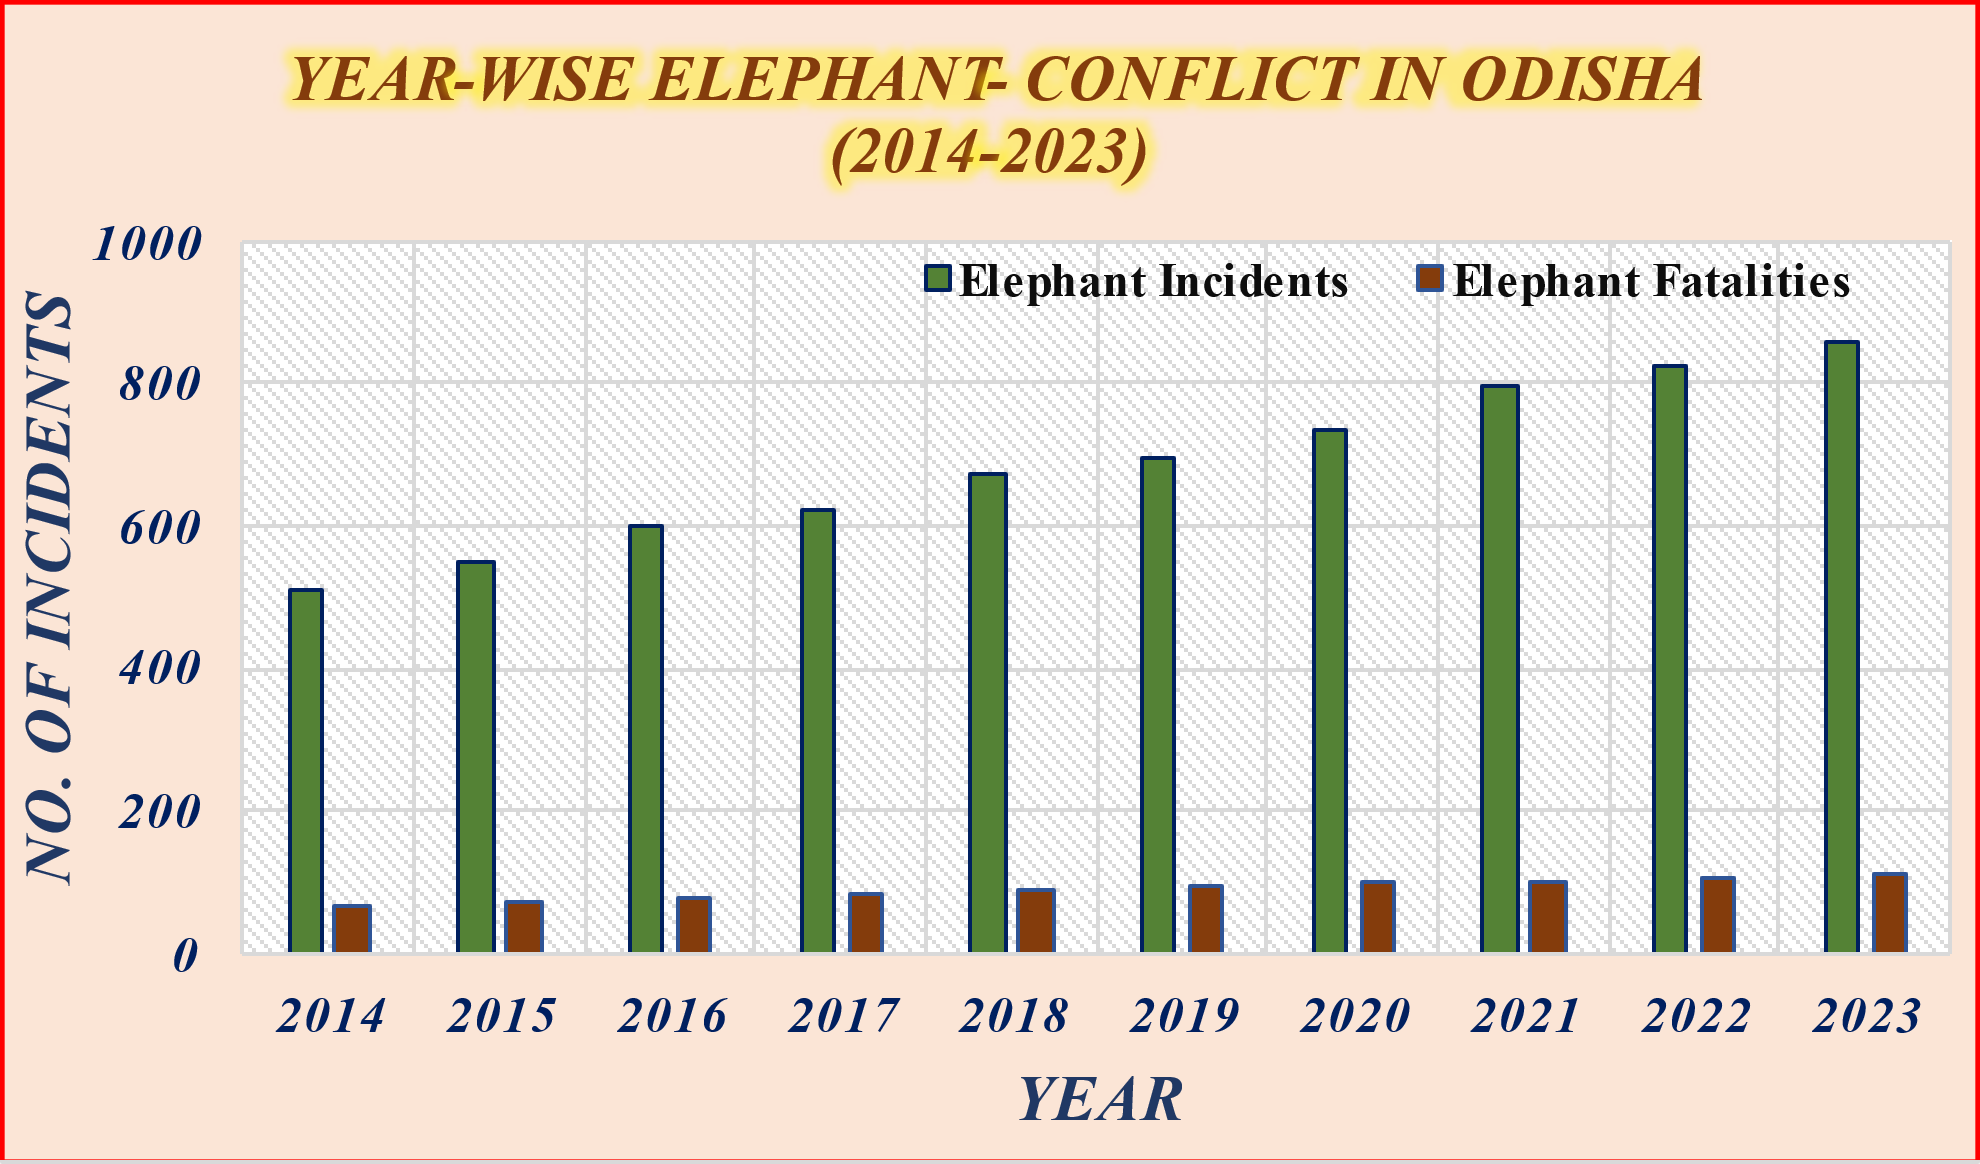 YEAR-WISE ELEPHANT- CONFLICT IN ODISHA
(2014-2023)
Elephant Incidents Elephant Fatalities
NO. OF INCIDENTS
1000
800
600
400
200
0
2014 2015 2016 2017 2018 2019 2020 2021 2022 2023
YEAR